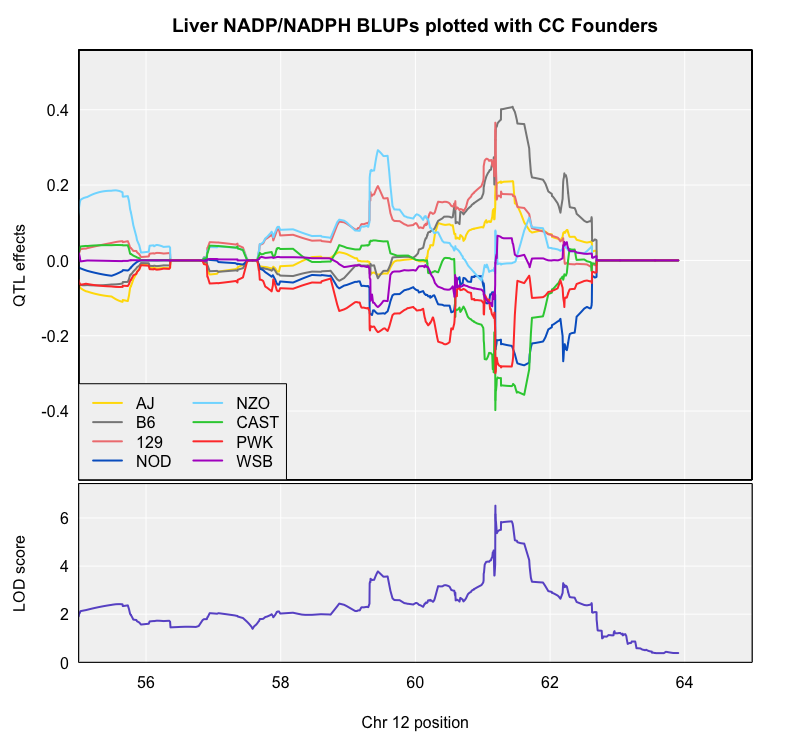 Liver NADP/NADPH BLUPs plotted with CC Founders
QTL effects
0.4
0.2
0.0
-0.2
-0.4
AJ NZO
B6 CAST
129 PWK
NOD WSB
LOD score
6
4
2
0
56 58 60 62 64
Chr 12 position